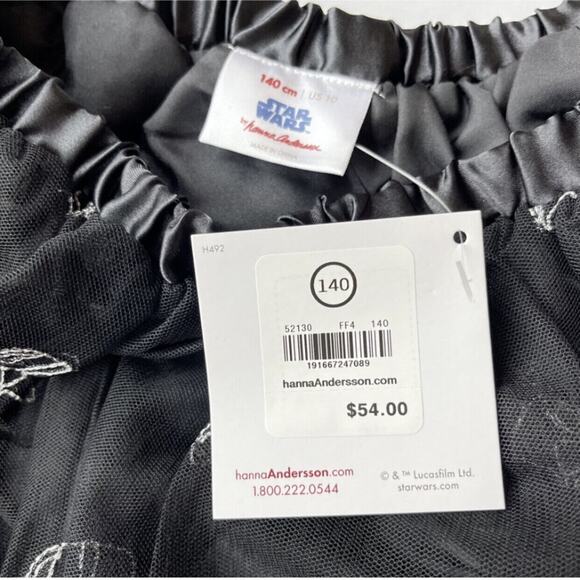 140 cm | US 10
STAR
WARS
by hanna Andersson
MADE IN CHINA
H492
140
52130 FF4 140
191667247089
hannaAndersson.com
$54.00
hannaAndersson.com
1.800.222.0544
© & ™ Lucasfilm Ltd.
starwars.com